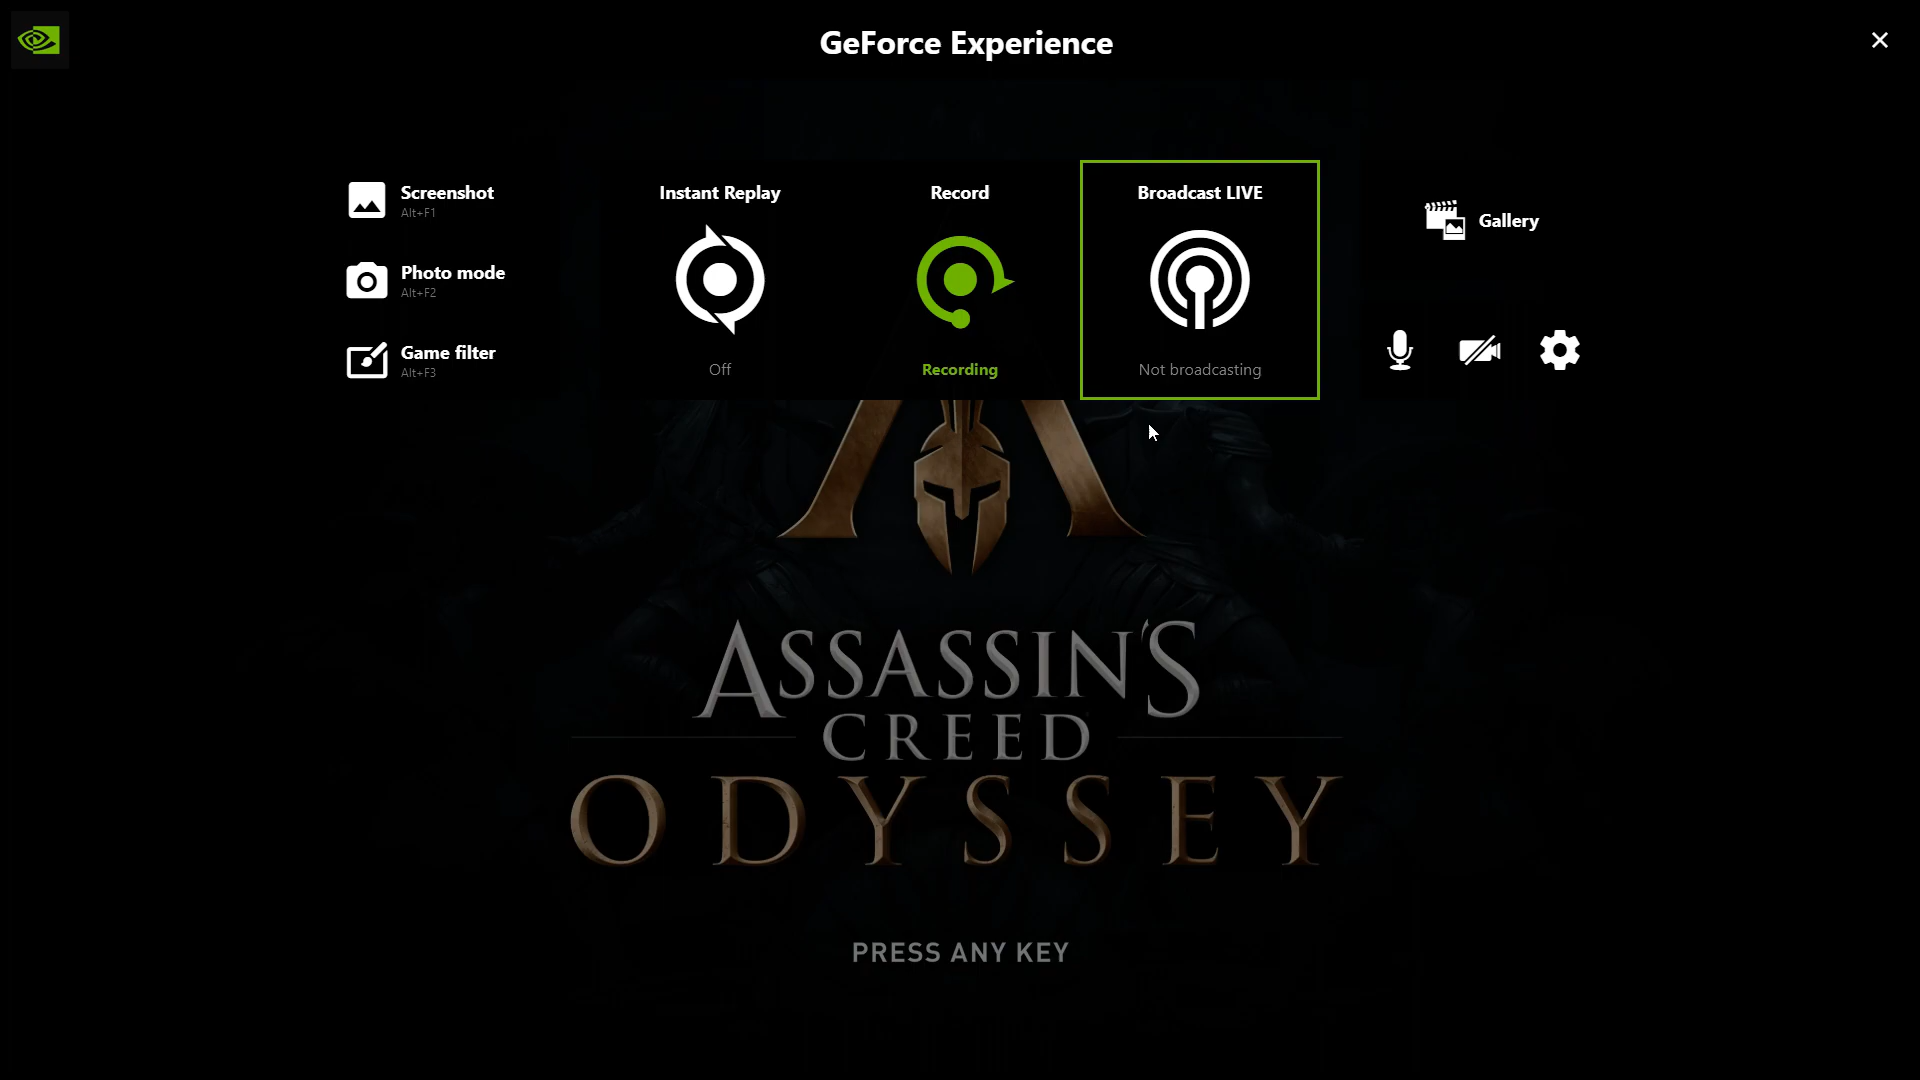 GeForce Experience
Screenshot
Alt+F1
Photo mode
Alt+F2
Game filter
Alt+F3
Instant Replay
Off
Record
Recording
Broadcast LIVE
Not broadcasting
Gallery
ASSASSIN'S
CREED
ODYSSEY
PRESS ANY KEY